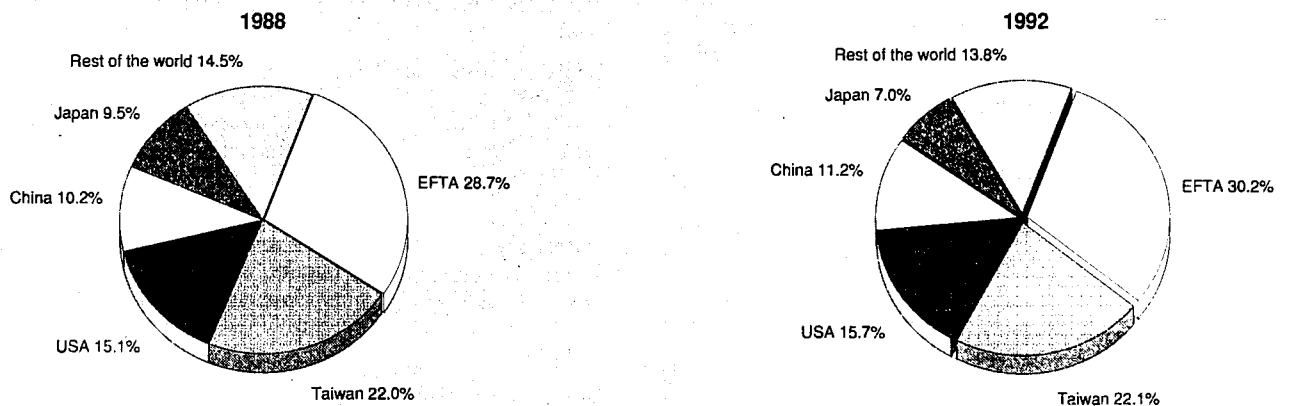 1988
Rest of the world 14.5%
Japan 9.5%
China 10.2%
EFTA 28.7%
USA 15.1%
Taiwan 22.0%
1992
Rest of the world 13.8%
Japan 7.0%
China 11.2%
EFTA 30.2%
USA 15.7%
Taiwan 22.1%